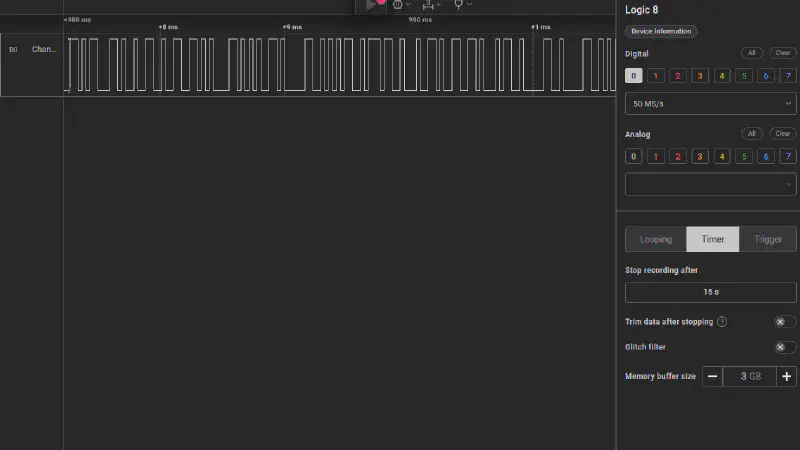 Logic 8
Device Information
+980 ms
990 ms
+8 ms
+9 ms
+1 ms
D0 Chan...
Digital
All
Clear
0 1 2 3 4 5 6 7
50 MS/s
Analog
All
Clear
0 1 2 3 4 5 6 7
Looping
Timer
Trigger
Stop recording after
15 s
Trim data after stopping ?
Glitch filter
Memory buffer size
3 GB